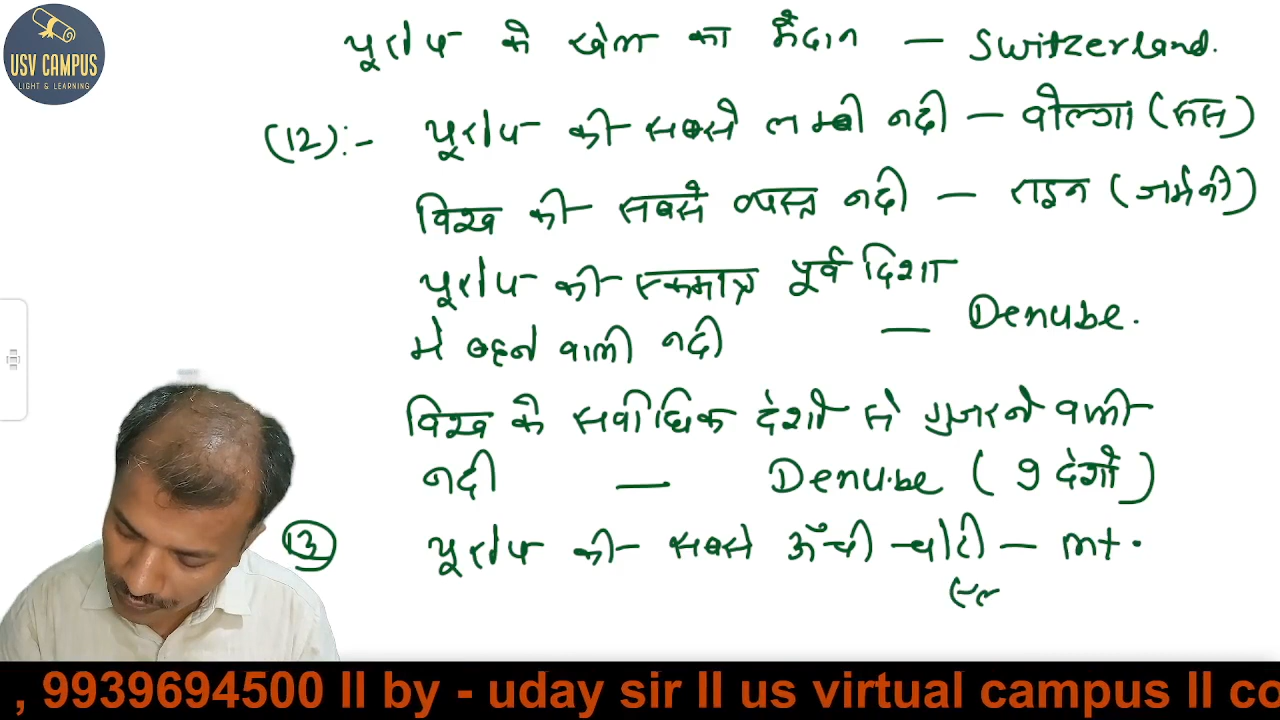 USV CAMPUS
LIGHT & LEARNING
यूरोप के खेल का मैदान — Switzerland.
(12):- यूरोप की सबसे लम्बी नदी — वोल्गा (रूस)
विश्व की सबसे व्यस्त नदी — राइन (जर्मनी)
यूरोप की एकमात्र पूर्व दिशा
में बहने वाली नदी — Denube.
विश्व के सर्वाधिक देशों से गुजरने वाली
नदी — Denube (9 देशों)
13 यूरोप की सबसे ऊँची चोटी — mt.
, 9939694500 ll by - uday sir ll us virtual campus ll co